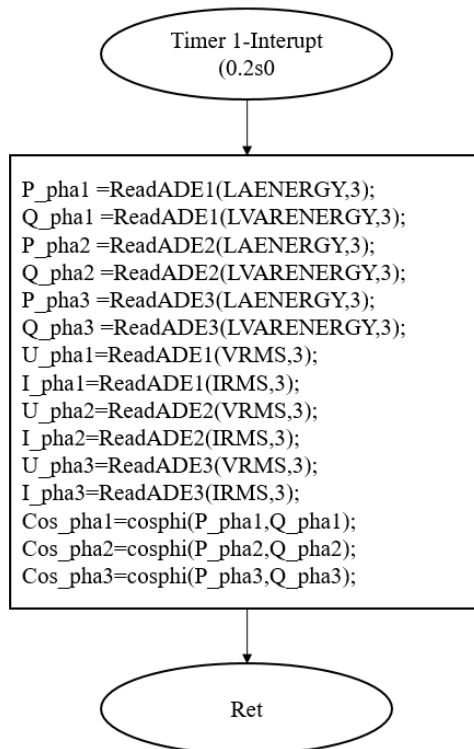 Timer 1-Interupt
(0.2s0
P_pha1 =ReadADE1(LAENERGY,3);
Q_pha1 =ReadADE1(LVARENERGY,3);
P_pha2 =ReadADE2(LAENERGY,3);
Q_pha2 =ReadADE2(LVARENERGY,3);
P_pha3 =ReadADE3(LAENERGY,3);
Q_pha3 =ReadADE3(LVARENERGY,3);
U_pha1=ReadADE1(VRMS,3);
I_pha1=ReadADE1(IRMS,3);
U_pha2=ReadADE2(VRMS,3);
I_pha2=ReadADE2(IRMS,3);
U_pha3=ReadADE3(VRMS,3);
I_pha3=ReadADE3(IRMS,3);
Cos_pha1=cosphi(P_pha1,Q_pha1);
Cos_pha2=cosphi(P_pha2,Q_pha2);
Cos_pha3=cosphi(P_pha3,Q_pha3);
Ret